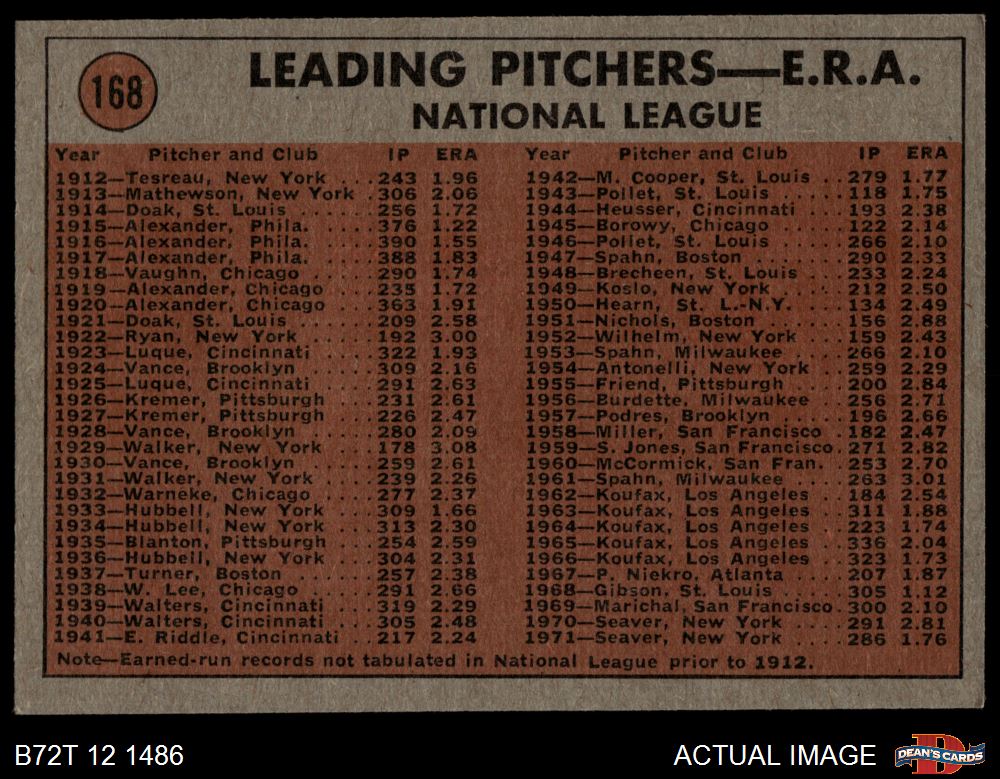 168
LEADING PITCHERS—E.R.A.
NATIONAL LEAGUE
Year Pitcher and Club IP ERA
1912—Tesreau, New York ...243 1.96
1913—Mathewson, New York .306 2.06
1914—Doak, St. Louis .......256 1.72
1915—Alexander, Phila. .....376 1.22
1916—Alexander, Phila. .....390 1.55
1917—Alexander, Phila. .....388 1.83
1918—Vaughn, Chicago .....290 1.74
1919—Alexander, Chicago ...235 1.72
1920—Alexander, Chicago ...363 1.91
1921—Doak, St. Louis .......209 2.58
1922—Ryan, New York ......192 3.00
1923—Luque, Cincinnati .....322 1.93
1924—Vance, Brooklyn ......309 2.16
1925—Luque, Cincinnati .....291 2.63
1926—Kremer, Pittsburgh ...231 2.61
1927—Kremer, Pittsburgh ...226 2.47
1928—Vance, Brooklyn ......280 2.09
1929—Walker, New York ....178 3.08
1930—Vance, Brooklyn ......259 2.61
1931—Walker, New York ....239 2.26
1932—Warneke, Chicago ....277 2.37
1933—Hubbell, New York ...309 1.66
1934—Hubbell, New York ...313 2.30
1935—Blanton, Pittsburgh ...254 2.59
1936—Hubbell, New York ...304 2.31
1937—Turner, Boston .......257 2.38
1938—W. Lee, Chicago ......291 2.66
1939—Walters, Cincinnati ...319 2.29
1940—Walters, Cincinnati ...305 2.48
1941—E. Riddle, Cincinnati ..217 2.24
Year Pitcher and Club IP ERA
1942—M. Cooper, St. Louis ..279 1.77
1943—Pollet, St. Louis ......118 1.75
1944—Heusser, Cincinnati ...193 2.38
1945—Borowy, Chicago .....122 2.14
1946—Pollet, St. Louis ......266 2.10
1947—Spahn, Boston .......290 2.33
1948—Brecheen, St. Louis ...233 2.24
1949—Koslo, New York .....212 2.50
1950—Hearn, St. L.-N.Y. ....134 2.49
1951—Nichols, Boston ......156 2.88
1952—Wilhelm, New York ...159 2.43
1953—Spahn, Milwaukee ....266 2.10
1954—Antonelli, New York ..259 2.29
1955—Friend, Pittsburgh ....200 2.84
1956—Burdette, Milwaukee ..256 2.71
1957—Podres, Brooklyn .....196 2.66
1958—Miller, San Francisco .182 2.47
1959—S. Jones, San Francisco.271 2.82
1960—McCormick, San Fran. .253 2.70
1961—Spahn, Milwaukee ....263 3.01
1962—Koufax, Los Angeles ..184 2.54
1963—Koufax, Los Angeles ..311 1.88
1964—Koufax, Los Angeles ..223 1.74
1965—Koufax, Los Angeles ..336 2.04
1966—Koufax, Los Angeles ..323 1.73
1967—P. Niekro, Atlanta ....207 1.87
1968—Gibson, St. Louis .....305 1.12
1969—Marichal, San Francisco.300 2.10
1970—Seaver, New York ....291 2.81
1971—Seaver, New York ....286 1.76
Note—Earned-run records not tabulated in National League prior to 1912.
B72T 12 1486
ACTUAL IMAGE
DEAN'S CARDS